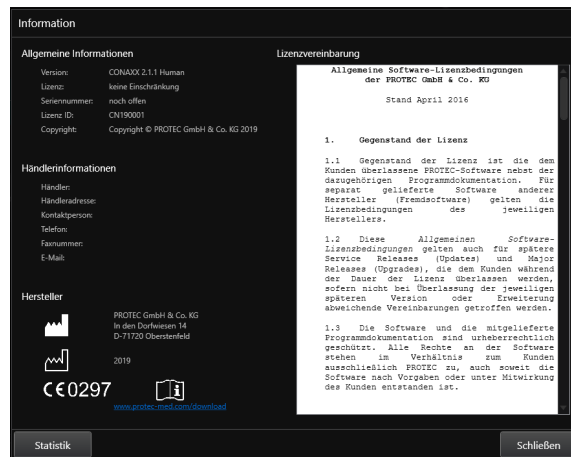 Information
Allgemeine Informationen
Version: CONAXX 2.1.1 Human
Lizenz: keine Einschränkung
Seriennummer: noch offen
Lizenz ID: CN190001
Copyright: Copyright © PROTEC GmbH & Co. KG 2019
Händlerinformationen
Händler:
Händleradresse:
Kontaktperson:
Telefon:
Faxnummer:
E-Mail:
Hersteller
PROTEC GmbH & Co. KG
In den Dorfwiesen 14
D-71720 Oberstenfeld
2019
CE0297
www.protec-med.com/download
Lizenzvereinbarung
Allgemeine Software-Lizenzbedingungen
der PROTEC GmbH & Co. KG
Stand April 2016
1. Gegenstand der Lizenz
1.1 Gegenstand der Lizenz ist die dem
Kunden überlassene PROTEC-Software nebst der
dazugehörigen Programmdokumentation. Für
separat gelieferte Software anderer
Hersteller (Fremdsoftware) gelten die
Lizenzbedingungen des jeweiligen
Herstellers.
1.2 Diese Allgemeinen Software-
Lizenzbedingungen gelten auch für spätere
Service Releases (Updates) und Major
Releases (Upgrades), die dem Kunden während
der Dauer der Lizenz überlassen werden,
sofern nicht bei Überlassung der jeweiligen
späteren Version oder Erweiterung
abweichende Vereinbarungen getroffen werden.
1.3 Die Software und die mitgelieferte
Programmdokumentation sind urheberrechtlich
geschützt. Alle Rechte an der Software
stehen im Verhältnis zum Kunden
ausschließlich PROTEC zu, auch soweit die
Software nach Vorgaben oder unter Mitwirkung
des Kunden entstanden ist.
Statistik
Schließen